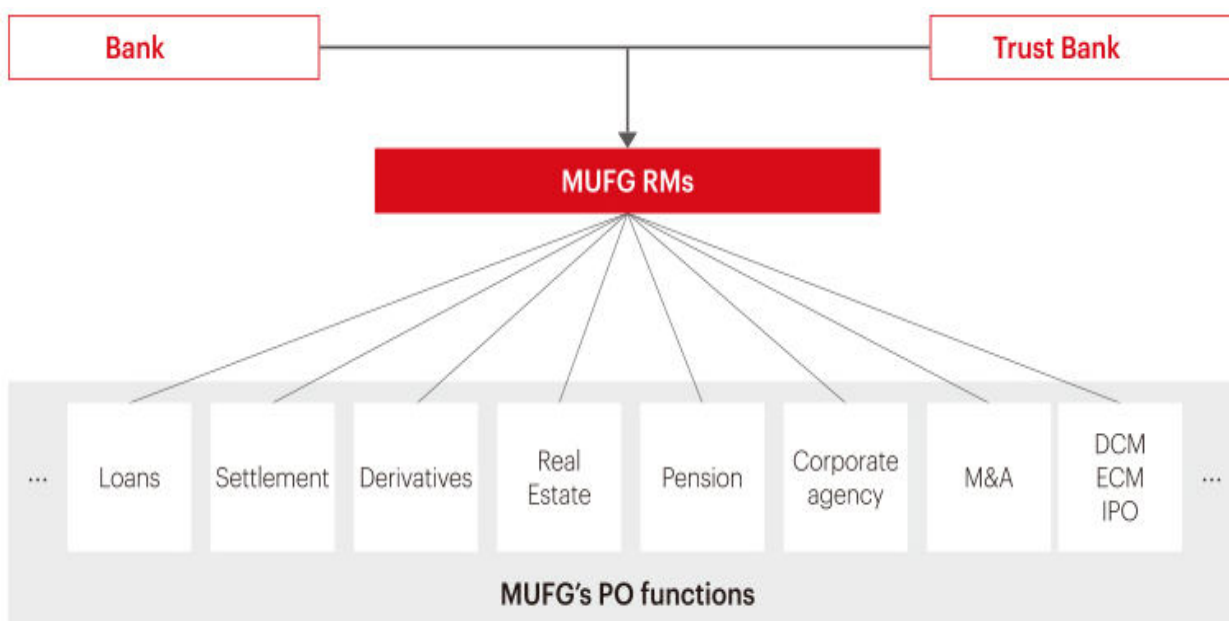 Bank
Trust Bank
MUFG RMs
...
Loans
Settlement
Derivatives
Real
Estate
Pension
Corporate
agency
M&A
DCM
ECM
IPO
...
MUFG's PO functions